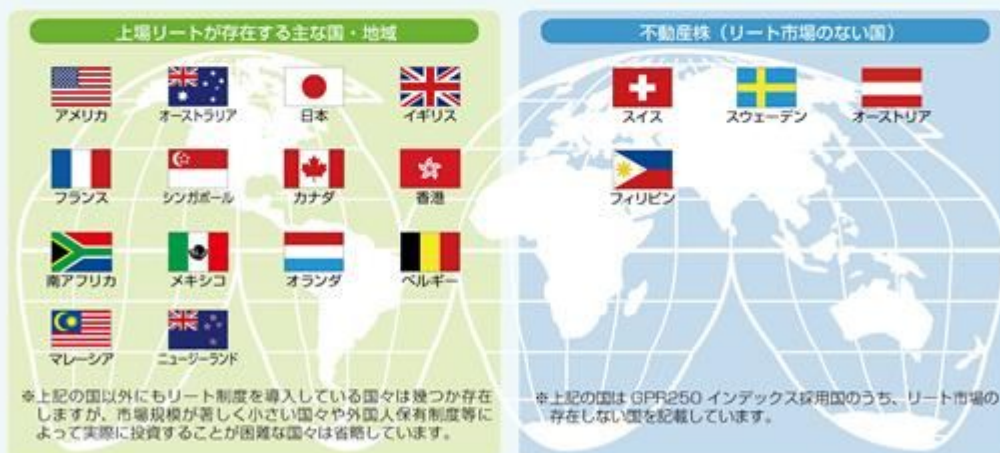 上場リートが存在する主な国・地域
アメリカ
オーストラリア
日本
イギリス
フランス
シンガポール
カナダ
香港
南アフリカ
メキシコ
オランダ
ベルギー
マレーシア
ニュージーランド
※上記の国以外にもリート制度を導入している国々は幾つか存在
しますが、市場規模が著しく小さい国々や外国人保有制度等に
よって実際に投資することが困難な国々は省略しています。
不動産株（リート市場のない国）
スイス
スウェーデン
オーストリア
フィリピン
※上記の国は GPR250 インデックス採用国のうち、リート市場の
存在しない国を記載しています。